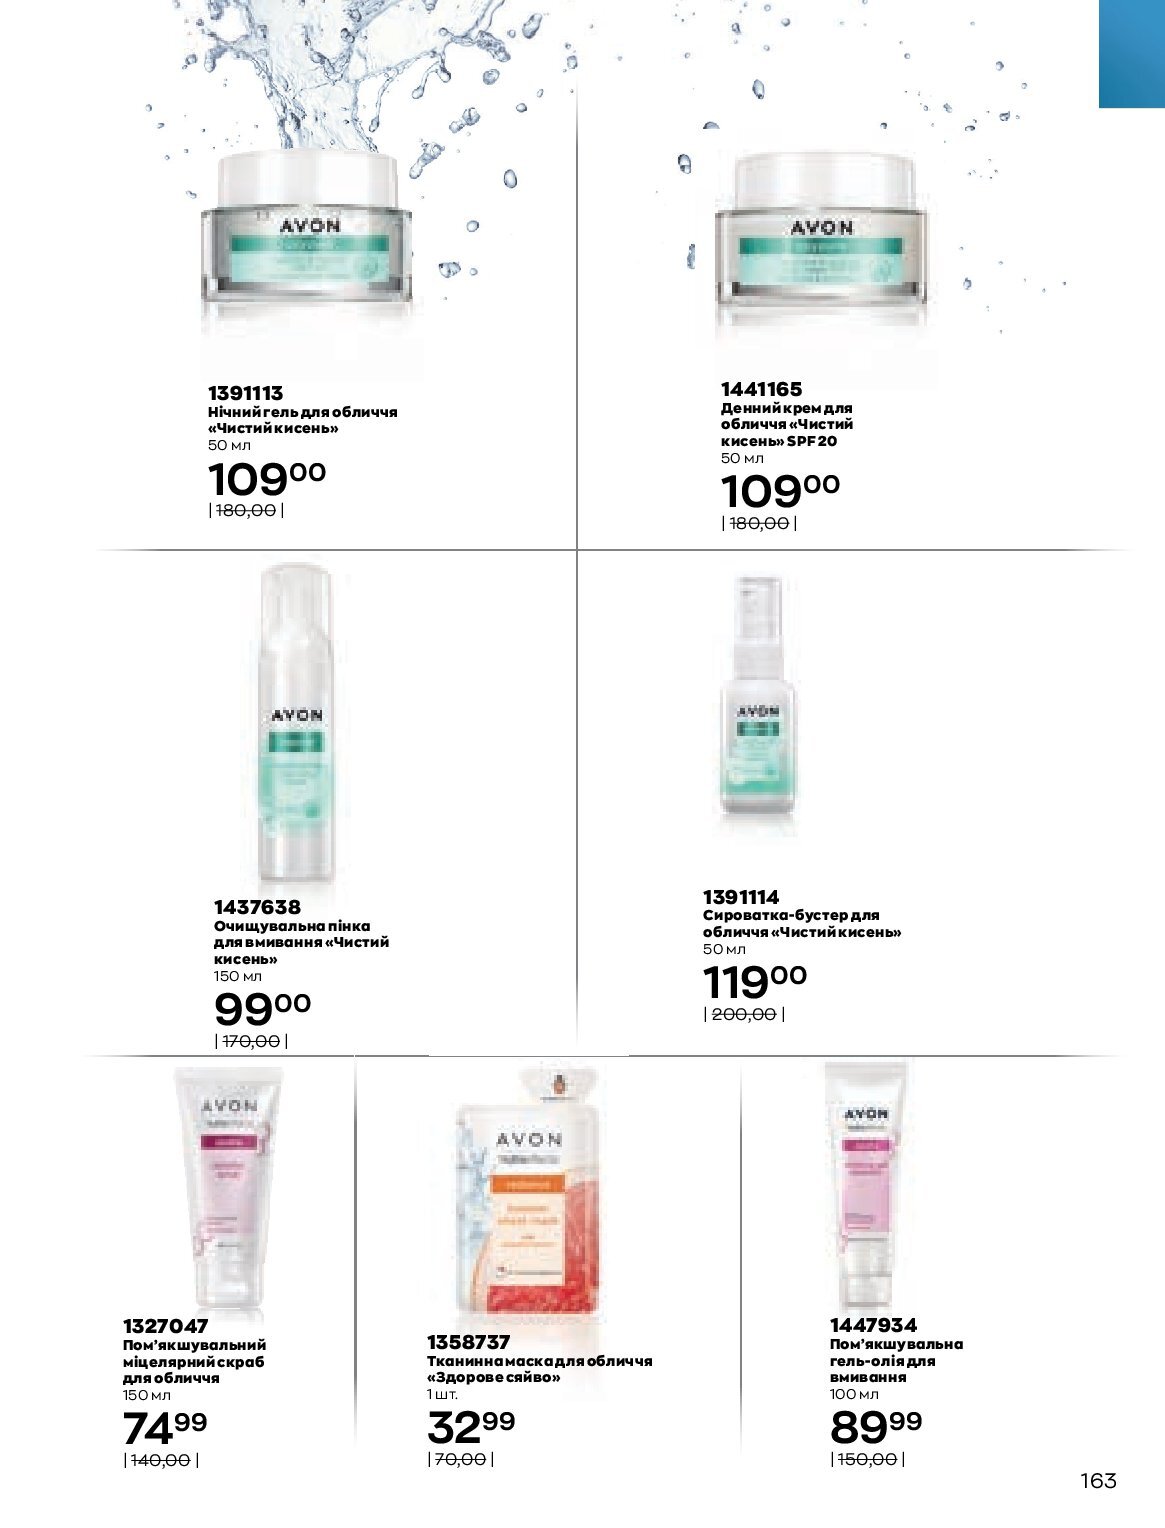 AVON
AVON
1391113
Нічний гель для обличчя
«Чистий кисень»
50 мл
109⁰⁰
| 180,00 |
1441165
Денний крем для
обличчя «Чистий
кисень» SPF 20
50 мл
109⁰⁰
| 180,00 |
AVON
AVON
1437638
Очищувальна пінка
для вмивання «Чистий
кисень»
150 мл
99⁰⁰
| 170,00 |
1391114
Сироватка-бустер для
обличчя «Чистий кисень»
50 мл
119⁰⁰
| 200,00 |
AVON
AVON
AVON
1327047
Пом’якшувальний
міцелярний скраб
для обличчя
150 мл
74⁹⁹
| 140,00 |
1358737
Тканинна маска для обличчя
«Здорове сяйво»
1 шт.
32⁹⁹
| 70,00 |
1447934
Пом’якшувальна
гель-олія для
вмивання
100 мл
89⁹⁹
| 150,00 |
163